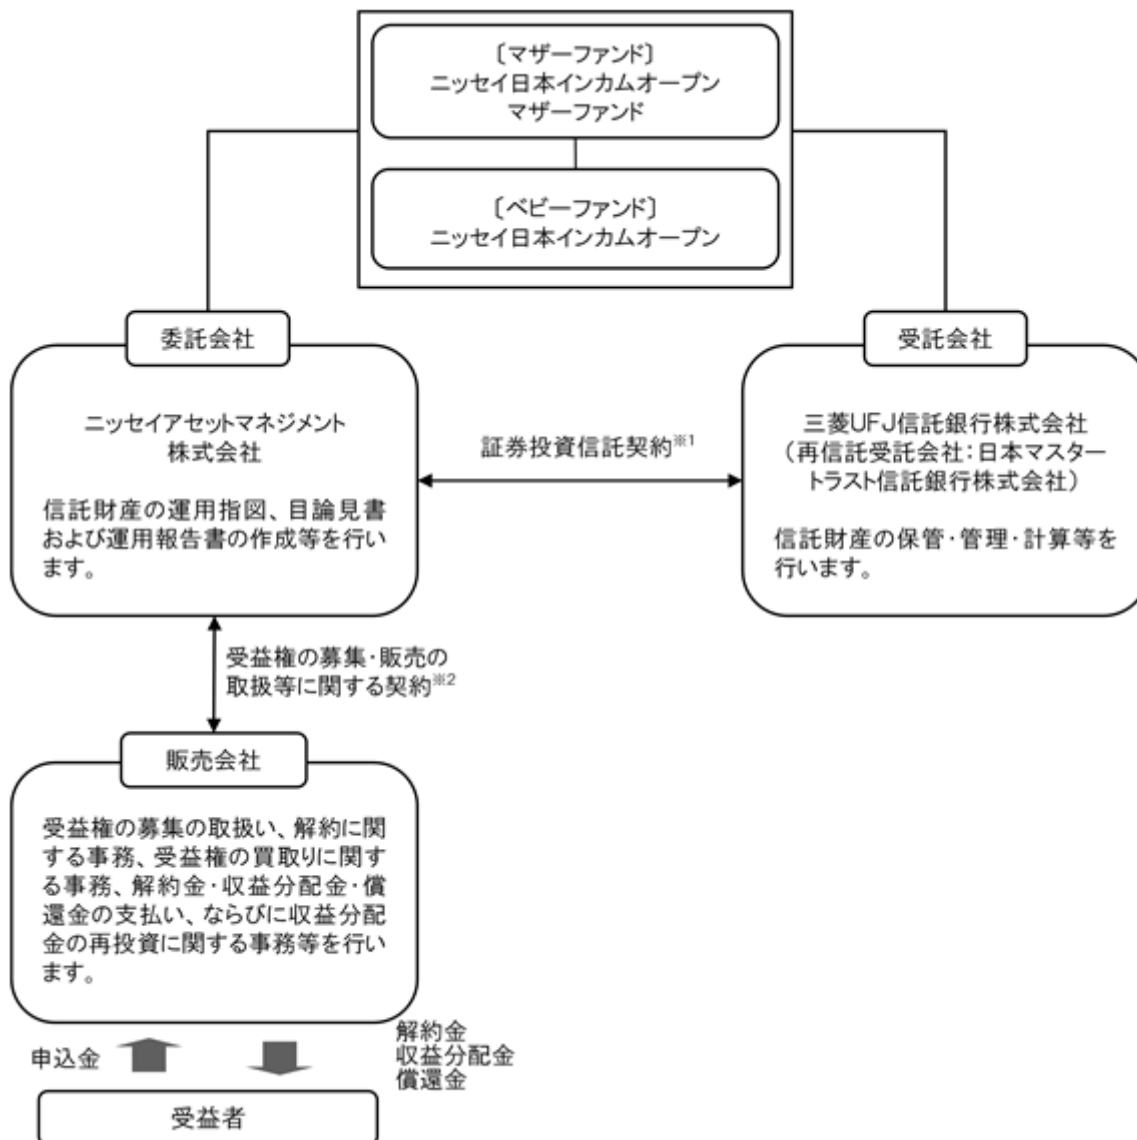 〔マザーファンド〕
ニッセイ日本インカムオープン
マザーファンド
〔ベビーファンド〕
ニッセイ日本インカムオープン
委託会社
ニッセイアセットマネジメント
株式会社
信託財産の運用指図、目論見書
および運用報告書の作成等を行い
ます。
証券投資信託契約※1
受託会社
三菱UFJ信託銀行株式会社
（再信託受託会社：日本マスター
トラスト信託銀行株式会社）
信託財産の保管・管理・計算等を
行います。
受益権の募集・販売の
取扱等に関する契約※2
販売会社
受益権の募集の取扱い、解約に関
する事務、受益権の買取りに関す
る事務、解約金・収益分配金・償
還金の支払い、ならびに収益分配
金の再投資に関する事務等を行い
ます。
申込金
解約金
収益分配金
償還金
受益者